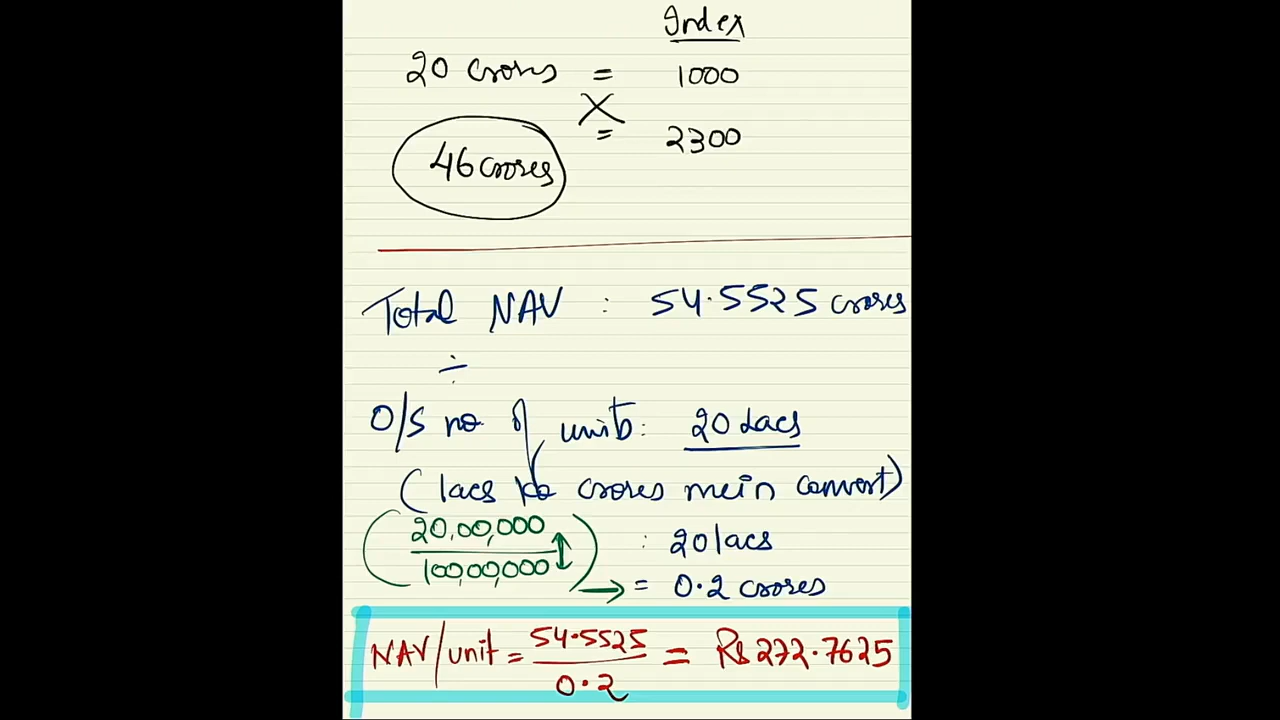 Index
20 crores = 1000
X
46 crores = 2300
Total NAV : 54.5525 crores
÷
O/S no. of units: 20 Lacs
(lacs ko crores mein convert)
(20,00,000 / 100,00,000) : 20 lacs
→ = 0.2 crores
NAV/unit = 54.5525 / 0.2 = Rs 272.7625